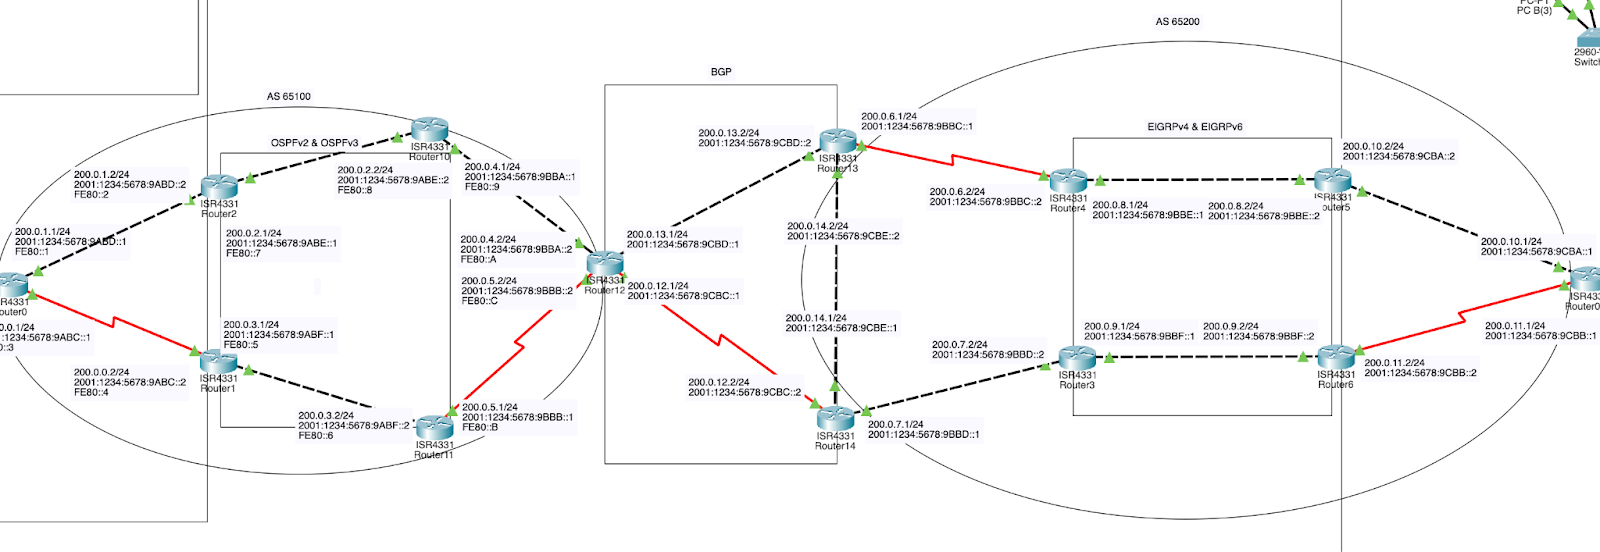 PC-PT
PC B(3)
2960-
Switch
AS 65200
BGP
AS 65100
OSPFv2 & OSPFv3
EIGRPv4 & EIGRPv6
ISR4331
Router10
200.0.2.2/24
2001:1234:5678:9ABE::2
FE80::8
200.0.4.1/24
2001:1234:5678:9BBA::1
FE80::9
200.0.1.2/24
2001:1234:5678:9ABD::2
FE80::2
ISR4331
Router2
200.0.2.1/24
2001:1234:5678:9ABE::1
FE80::7
200.0.1.1/24
2001:1234:5678:9ABD::1
FE80::1
R4331
outer0
0.0.1/24
:1234:5678:9ABC::1
0::3
200.0.3.1/24
2001:1234:5678:9ABF::1
FE80::5
ISR4331
Router1
200.0.0.2/24
2001:1234:5678:9ABC::2
FE80::4
200.0.3.2/24
2001:1234:5678:9ABF::2
FE80::6
ISR4331
Router11
200.0.5.1/24
2001:1234:5678:9BBB::1
FE80::B
200.0.4.2/24
2001:1234:5678:9BBA::2
FE80::A
200.0.5.2/24
2001:1234:5678:9BBB::2
FE80::C
ISR4331
Router12
200.0.13.1/24
2001:1234:5678:9CBD::1
200.0.12.1/24
2001:1234:5678:9CBC::1
200.0.13.2/24
2001:1234:5678:9CBD::2
ISR4331
Router13
200.0.6.1/24
2001:1234:5678:9BBC::1
200.0.14.2/24
2001:1234:5678:9CBE::2
200.0.14.1/24
2001:1234:5678:9CBE::1
200.0.12.2/24
2001:1234:5678:9CBC::2
ISR4331
Router14
200.0.7.1/24
2001:1234:5678:9BBD::1
200.0.6.2/24
2001:1234:5678:9BBC::2
ISR4331
Router4
200.0.8.1/24
2001:1234:5678:9BBE::1
200.0.8.2/24
2001:1234:5678:9BBE::2
200.0.10.2/24
2001:1234:5678:9CBA::2
ISR4331
outer5
200.0.10.1/24
2001:1234:5678:9CBA::1
ISR433
Router0
200.0.11.1/24
2001:1234:5678:9CBB::1
200.0.7.2/24
2001:1234:5678:9BBD::2
200.0.9.1/24
2001:1234:5678:9BBF::1
200.0.9.2/24
2001:1234:5678:9BBF::2
ISR4331
Router3
ISR4331
Router6
200.0.11.2/24
2001:1234:5678:9CBB::2